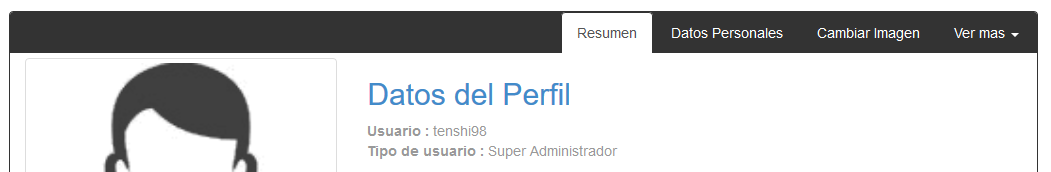 Resumen Datos Personales Cambiar Imagen Ver mas
Datos del Perfil
Usuario : tenshi98
Tipo de usuario : Super Administrador